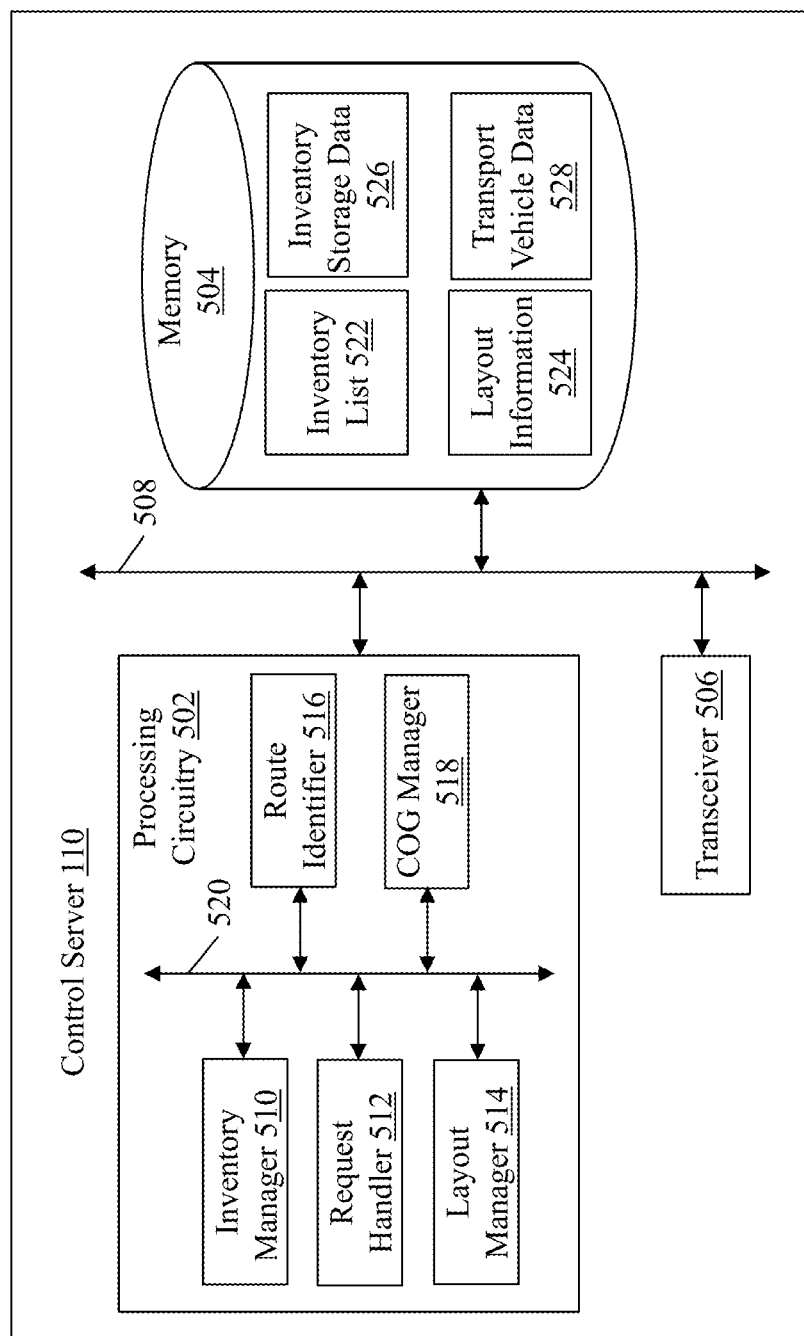 Control Server 110
Processing
Circuitry 502
520
Inventory
Manager 510
Request
Handler 512
Layout
Manager 514
Route
Identifier 516
COG Manager
518
Transceiver 506
508
Memory
504
Inventory
List 522
Inventory
Storage Data
526
Layout
Information
524
Transport
Vehicle Data
528